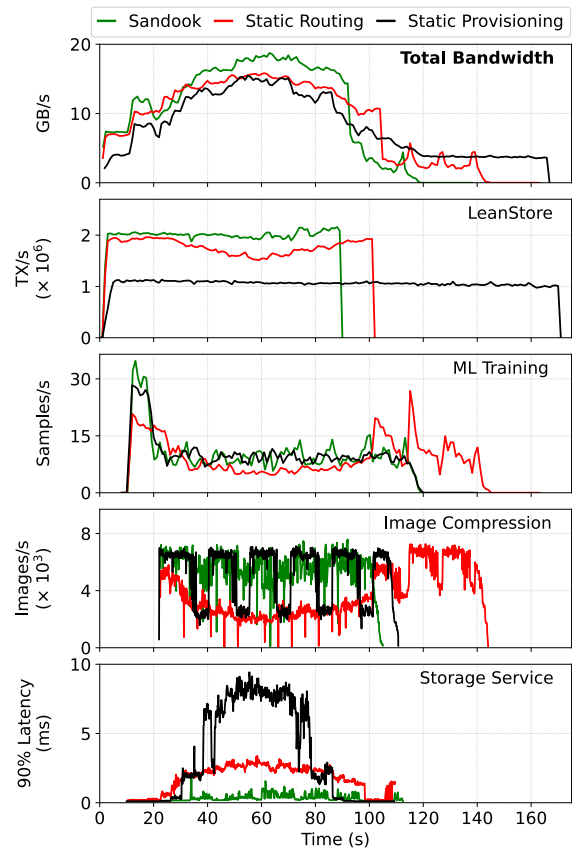 Sandook Static Routing Static Provisioning
Total Bandwidth
20
10
0
GB/s
LeanStore
2
1
0
TX/s
(× 10⁶)
ML Training
30
15
0
Samples/s
Image Compression
8
4
0
Images/s
(× 10³)
Storage Service
10
5
0
90% Latency
(ms)
0 20 40 60 80 100 120 140 160
Time (s)